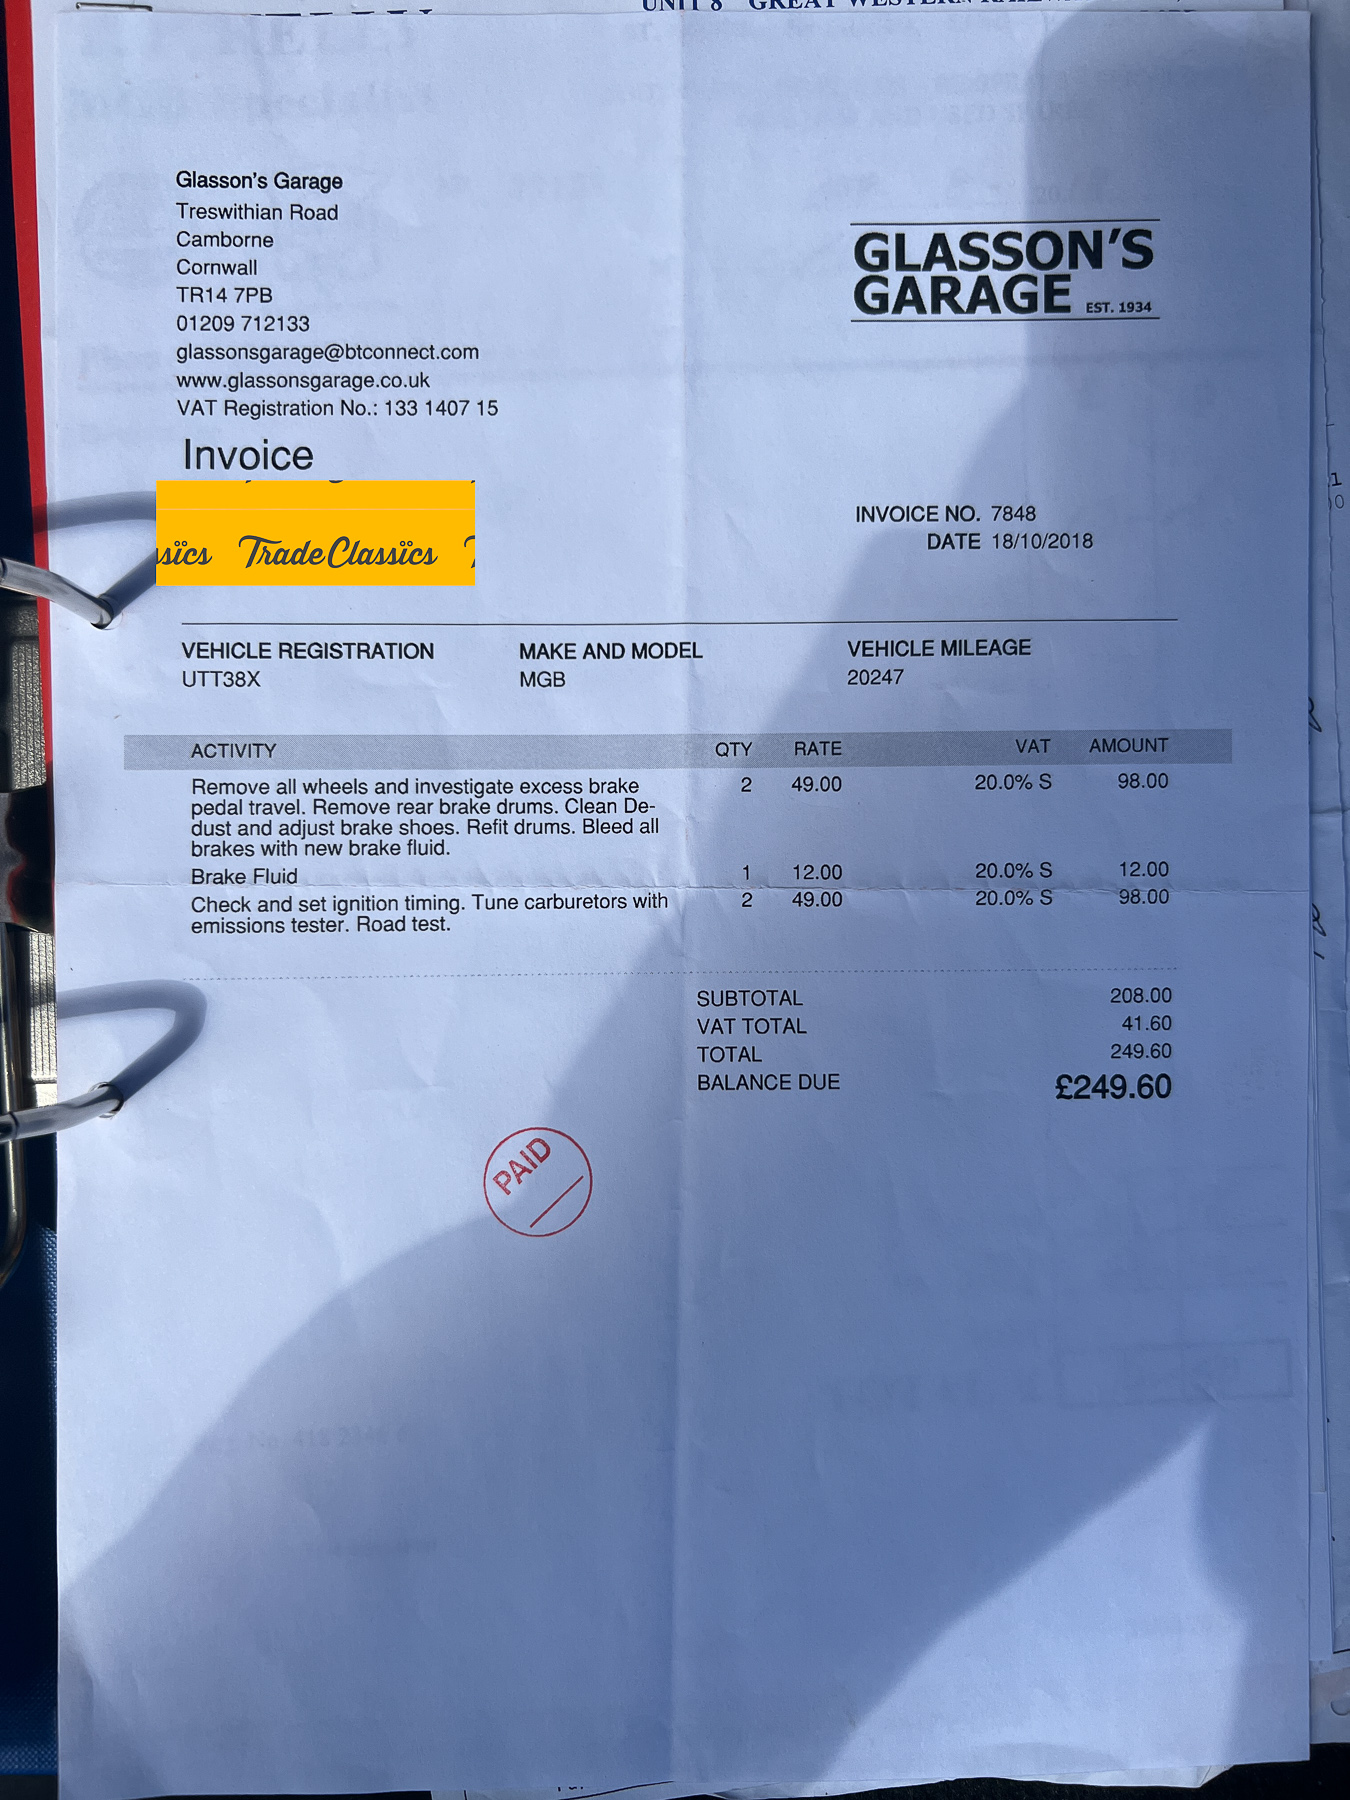 UNIT 8 GREAT WESTERN
Glasson's Garage
Treswithian Road
Camborne
Cornwall
TR14 7PB
01209 712133
glassonsgarage@btconnect.com
www.glassonsgarage.co.uk
VAT Registration No.: 133 1407 15
GLASSON'S
GARAGE EST. 1934
Invoice
Trade Classics
INVOICE NO. 7848
DATE 18/10/2018
VEHICLE REGISTRATION MAKE AND MODEL VEHICLE MILEAGE
UTT38X MGB 20247
ACTIVITY QTY RATE VAT AMOUNT
Remove all wheels and investigate excess brake 2 49.00 20.0% S 98.00
pedal travel. Remove rear brake drums. Clean De-
dust and adjust brake shoes. Refit drums. Bleed all
brakes with new brake fluid.
Brake Fluid 1 12.00 20.0% S 12.00
Check and set ignition timing. Tune carburetors with 2 49.00 20.0% S 98.00
emissions tester. Road test.
SUBTOTAL 208.00
VAT TOTAL 41.60
TOTAL 249.60
BALANCE DUE £249.60
PAID